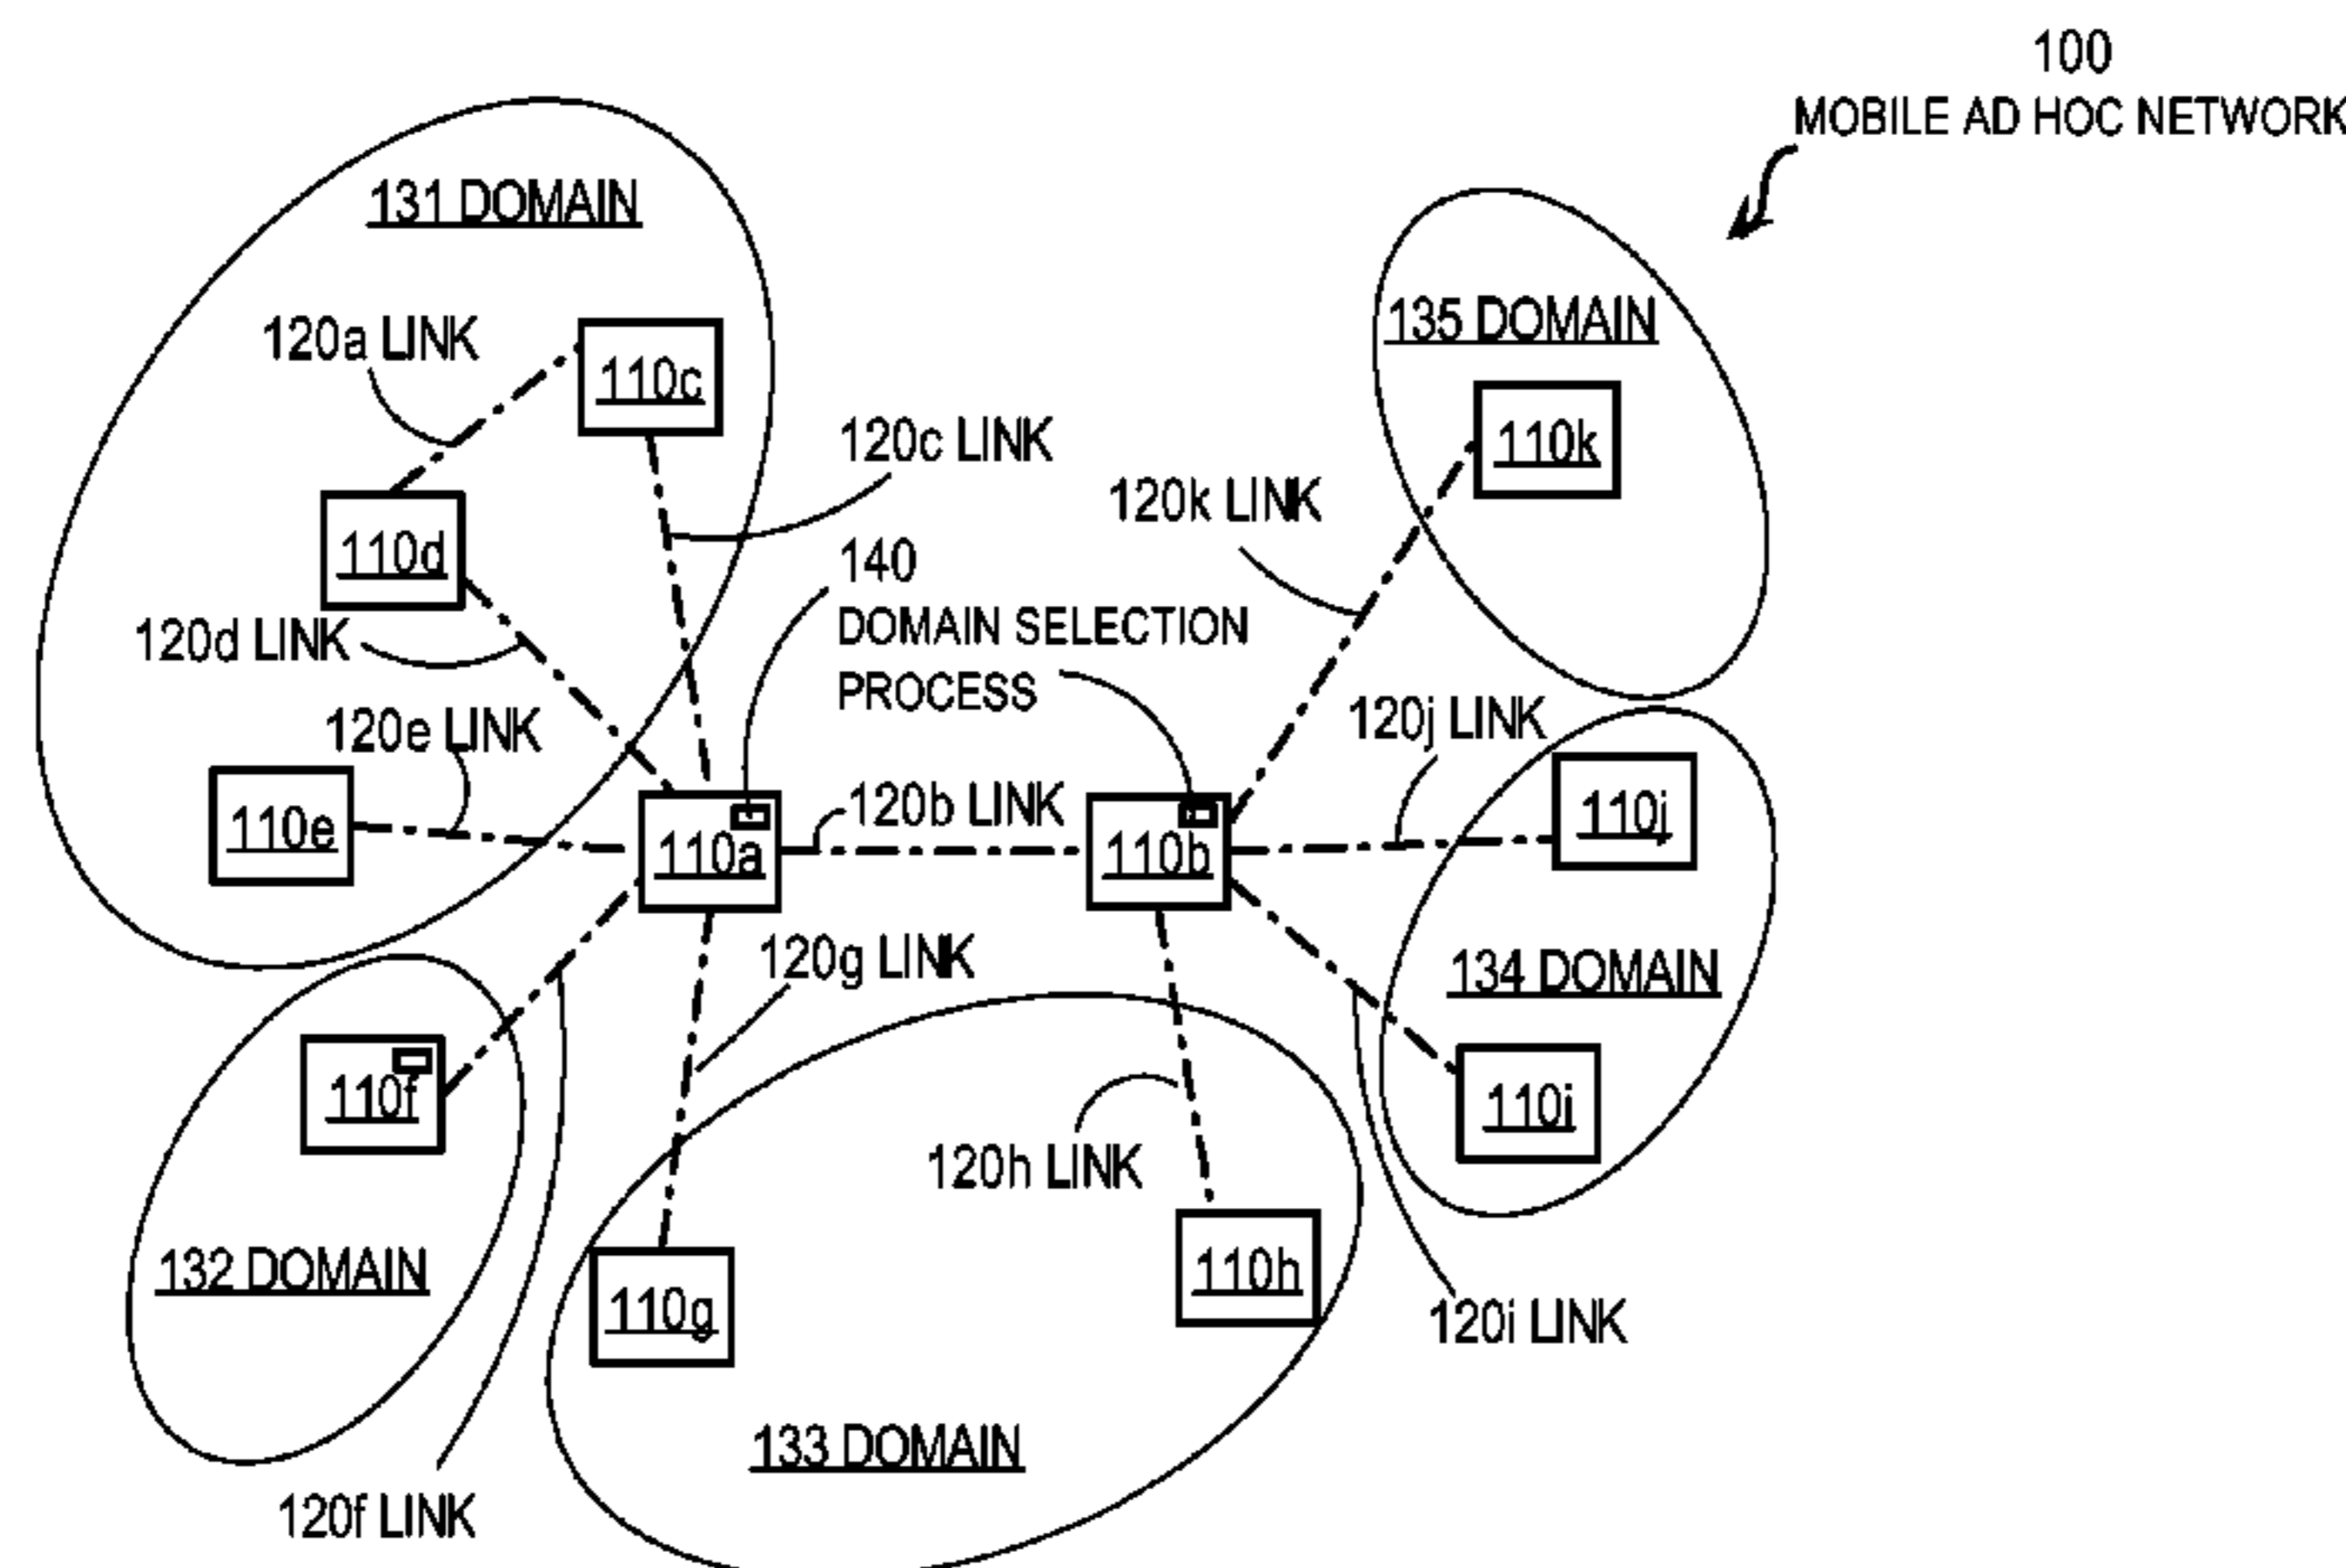 100
MOBILE AD HOC NETWORK
131 DOMAIN
135 DOMAIN
120a LINK
110c
120c LINK
110k
120k LINK
110d
140
DOMAIN SELECTION
PROCESS
120d LINK
120e LINK
120j LINK
110e
110a
120b LINK
110b
110j
120g LINK
134 DOMAIN
110f
110i
120h LINK
132 DOMAIN
110g
110h
120i LINK
133 DOMAIN
120f LINK